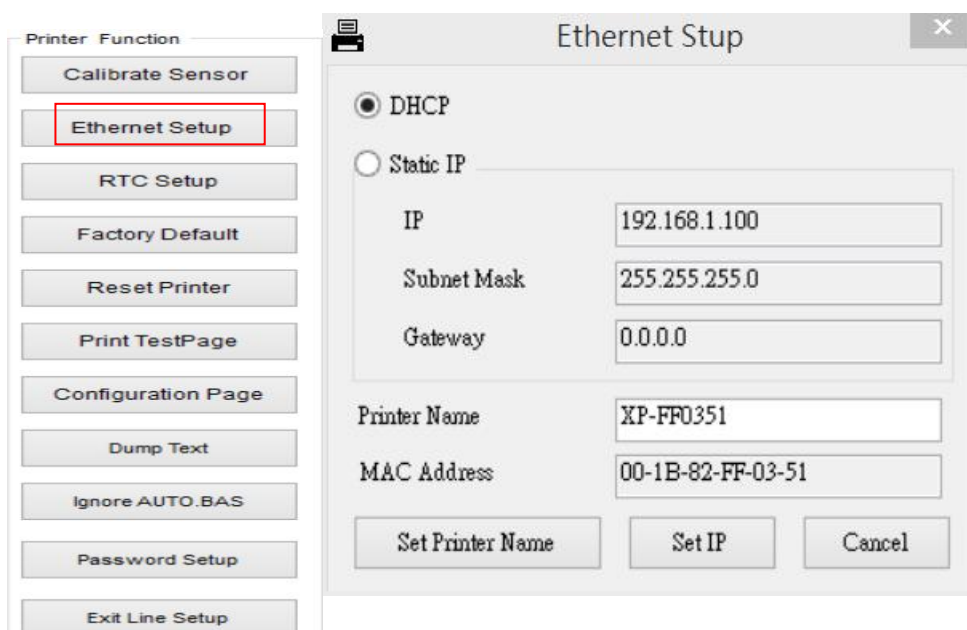 Printer Function
Calibrate Sensor
Ethernet Setup
RTC Setup
Factory Default
Reset Printer
Print TestPage
Configuration Page
Dump Text
Ignore AUTO.BAS
Password Setup
Exit Line Setup
Ethernet Stup
DHCP
Static IP
IP 192.168.1.100
Subnet Mask 255.255.255.0
Gateway 0.0.0.0
Printer Name XP-FF0351
MAC Address 00-1B-82-FF-03-51
Set Printer Name Set IP Cancel